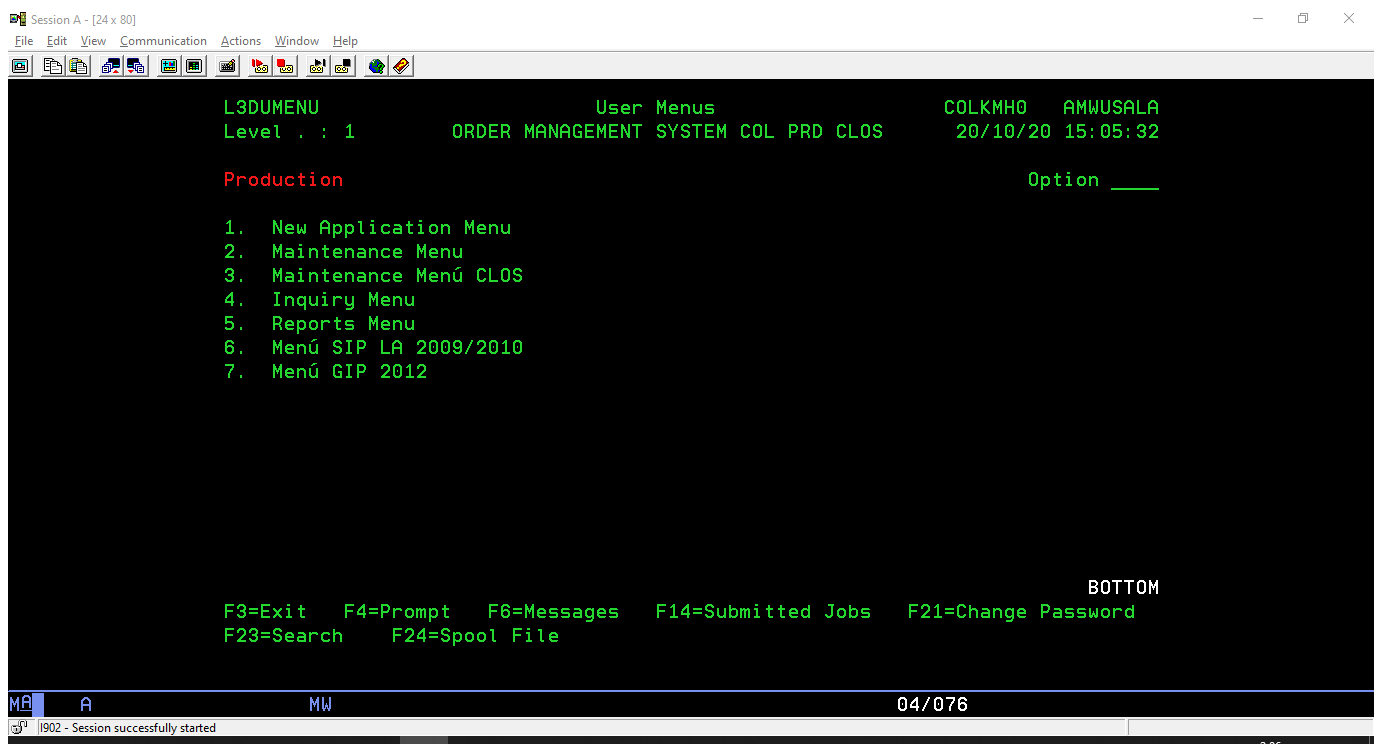 Session A - [24 x 80]
File Edit View Communication Actions Window Help
L3DUMENU User Menus COLKMH0 AMWUSALA
Level . : 1 ORDER MANAGEMENT SYSTEM COL PRD CLOS 20/10/20 15:05:32
Production Option ____
1. New Application Menu
2. Maintenance Menu
3. Maintenance Menú CLOS
4. Inquiry Menu
5. Reports Menu
6. Menú SIP LA 2009/2010
7. Menú GIP 2012
BOTTOM
F3=Exit F4=Prompt F6=Messages F14=Submitted Jobs F21=Change Password
F23=Search F24=Spool File
MA A MW 04/076
I902 - Session successfully started